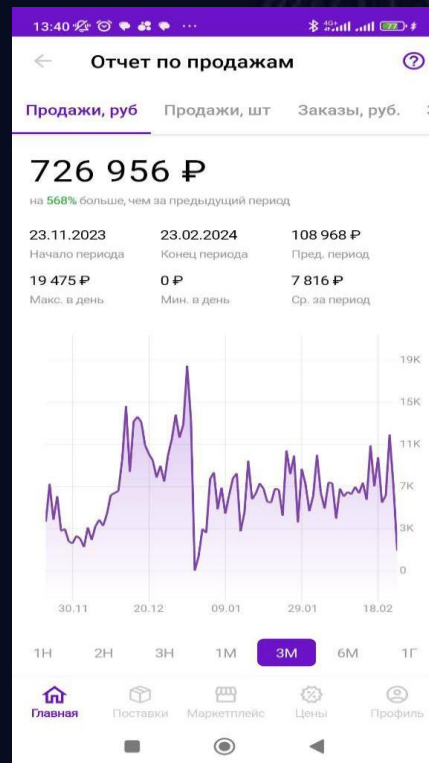 13:40 ...
4G+ 77
Отчет по продажам
Продажи, руб Продажи, шт Заказы, руб.
726 956 ₽
на 568% больше, чем за предыдущий период
23.11.2023 23.02.2024 108 968 ₽
Начало периода Конец периода Пред. период
19 475 ₽ 0 ₽ 7 816 ₽
Макс. в день Мин. в день Ср. за период
19K
15K
11K
7K
3K
0
30.11 20.12 09.01 29.01 18.02
1Н 2Н 3Н 1М 3М 6М 1Г
Главная Поставки Маркетплейс Цены Профиль